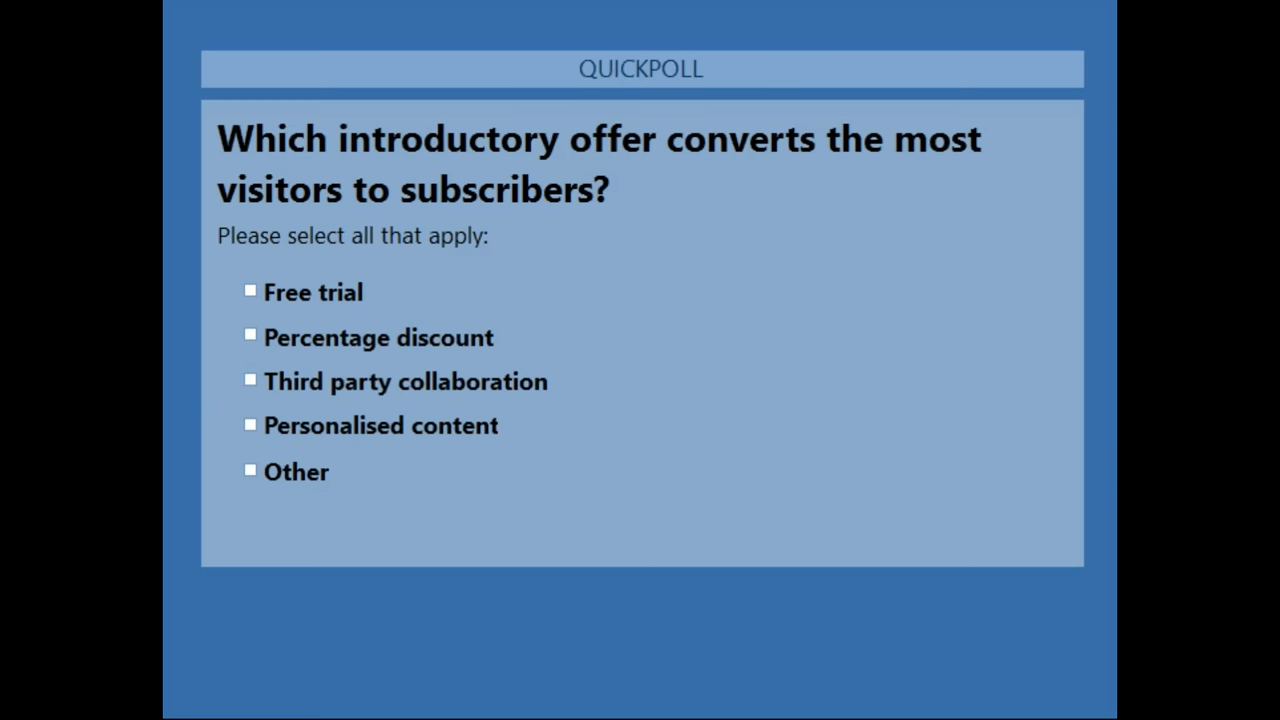 QUICKPOLL
Which introductory offer converts the most
visitors to subscribers?
Please select all that apply:
Free trial
Percentage discount
Third party collaboration
Personalised content
Other